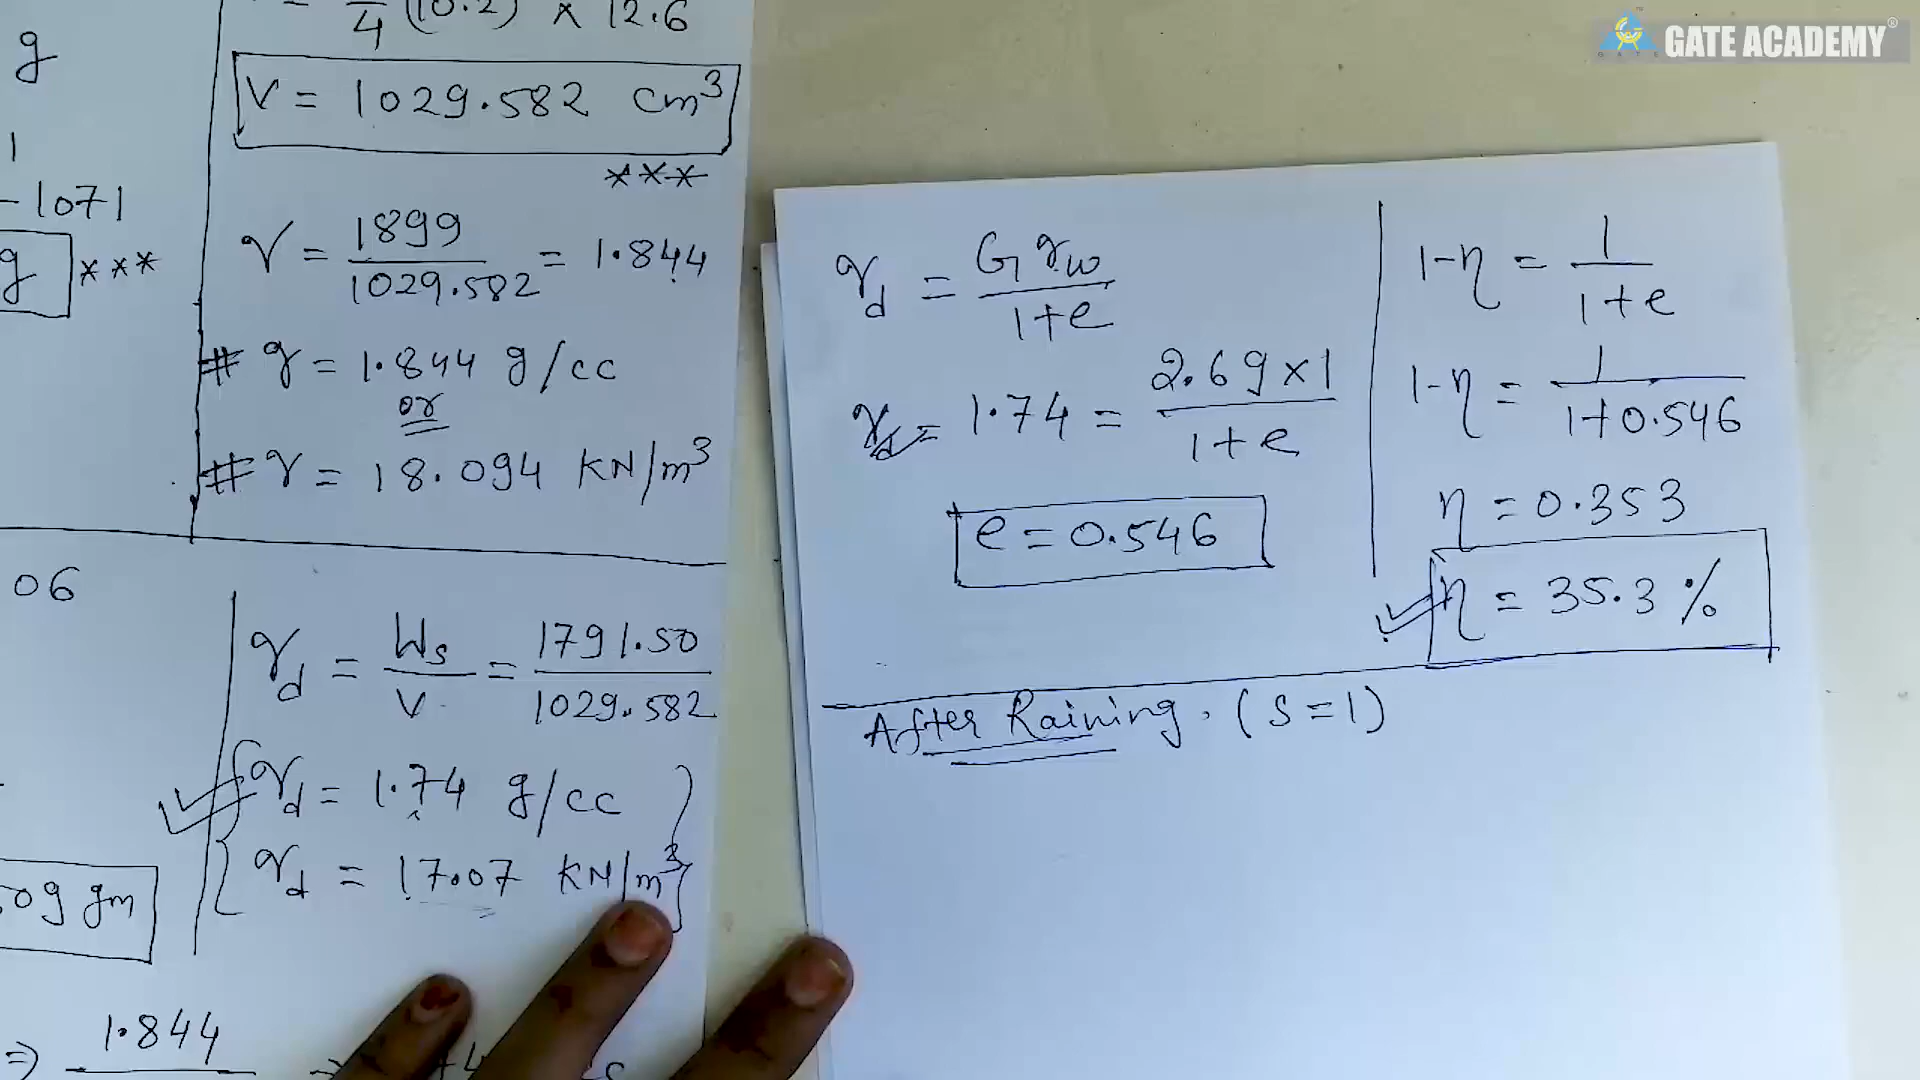 GATE ACADEMY®
g
1
-1071
g ***
= /4 (10.2) × 12.6
V = 1029.582 cm³
***
γ = 1899/1029.582 = 1.844
# γ = 1.844 g/cc
or
# γ = 18.094 KN/m³
06
γd = Ws/V = 1791.50/1029.582
γd = 1.74 g/cc
γd = 17.07 KN/m³
.09 gm
⇒ 1.844
γd = Gγw/1+e
γd = 1.74 = 2.69×1/1+e
e = 0.546
1-η = 1/1+e
1-η = 1/1+0.546
η = 0.353
η = 35.3 %
After Raining. (S=1)